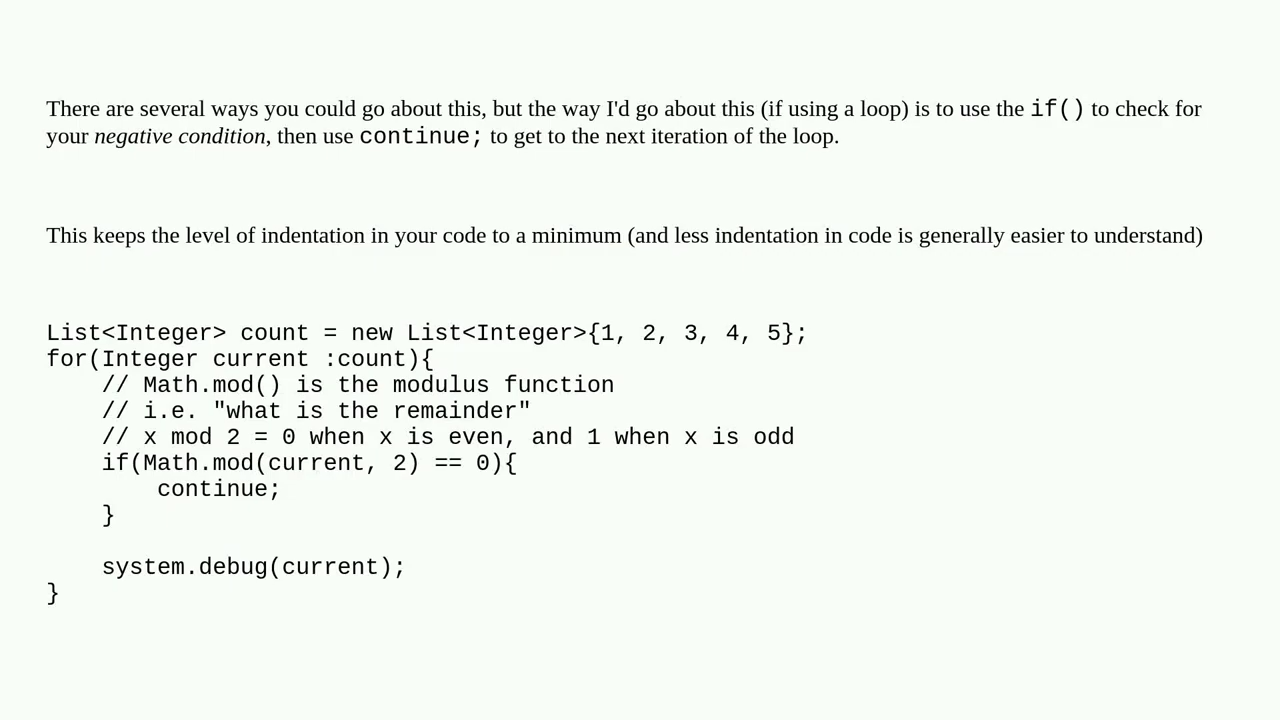 There are several ways you could go about this, but the way I'd go about this (if using a loop) is to use the if() to check for
your negative condition, then use continue; to get to the next iteration of the loop.
This keeps the level of indentation in your code to a minimum (and less indentation in code is generally easier to understand)
List<Integer> count = new List<Integer>{1, 2, 3, 4, 5};
for(Integer current :count){
    // Math.mod() is the modulus function
    // i.e. "what is the remainder"
    // x mod 2 = 0 when x is even, and 1 when x is odd
    if(Math.mod(current, 2) == 0){
        continue;
    }
    system.debug(current);
}